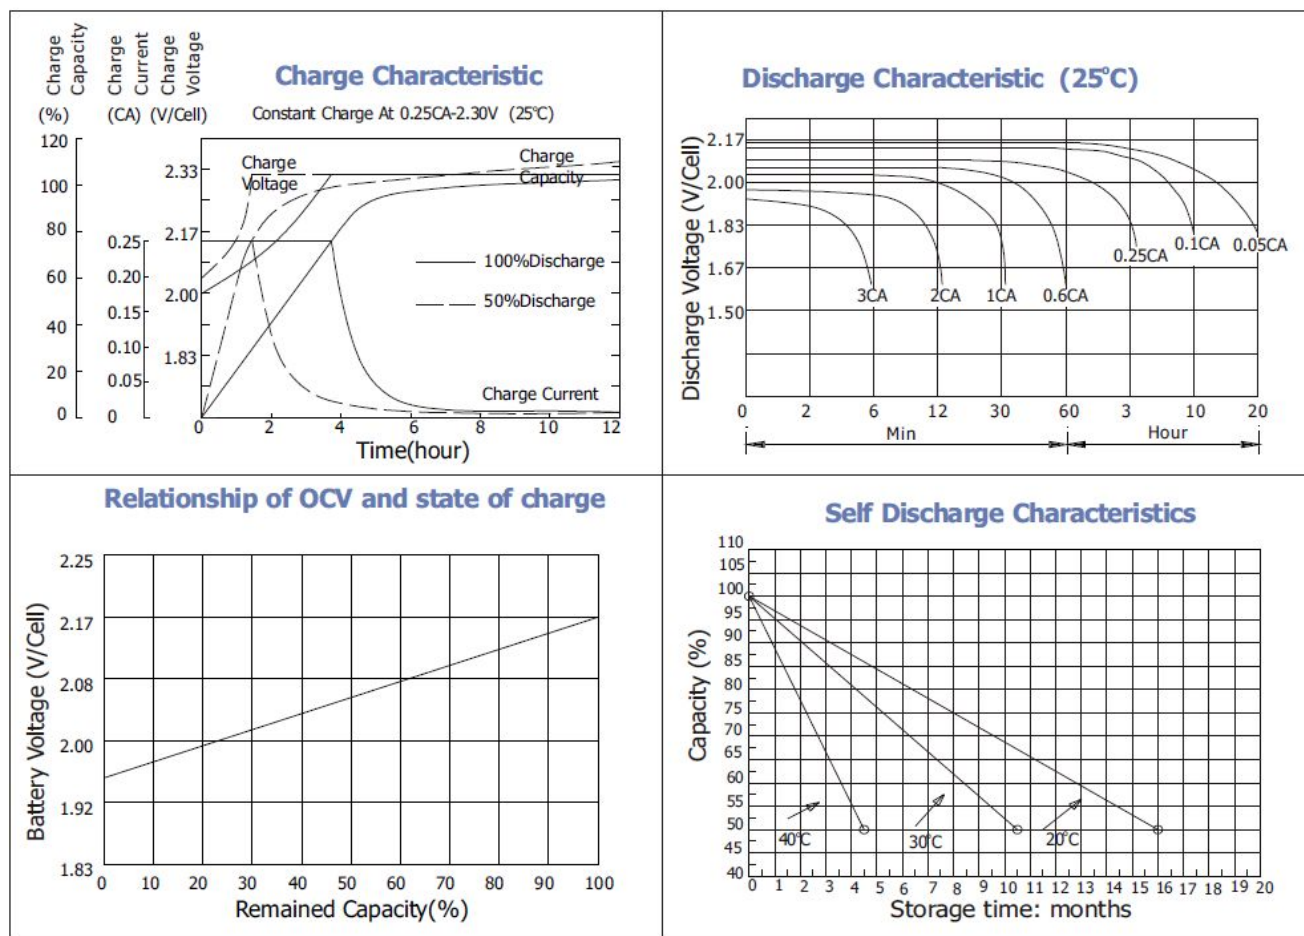 Charge Capacity
Charge Current
Charge Voltage
(%)
(CA)
(V/Cell)
Charge Characteristic
Constant Charge At 0.25CA-2.30V (25°C)
120
100
80
60
40
20
0
0.25
0.20
0.15
0.10
0.05
0
2.33
2.17
2.00
1.83
Charge Voltage
Charge Capacity
100%Discharge
50%Discharge
Charge Current
0 2 4 6 8 10 12
Time(hour)
Discharge Characteristic (25°C)
Discharge Voltage (V/Cell)
2.17
2.00
1.83
1.67
1.50
3CA 2CA 1CA 0.6CA 0.25CA 0.1CA 0.05CA
0 2 6 12 30 60 3 10 20
Min Hour
Relationship of OCV and state of charge
Battery Voltage (V/Cell)
2.25
2.17
2.08
2.00
1.92
1.83
0 10 20 30 40 50 60 70 80 90 100
Remained Capacity(%)
Self Discharge Characteristics
Capacity (%)
110
105
100
95
90
85
80
75
70
65
60
55
50
45
40
40°C 30°C 20°C
0 1 2 3 4 5 6 7 8 9 10 11 12 13 14 15 16 17 18 19 20
Storage time: months